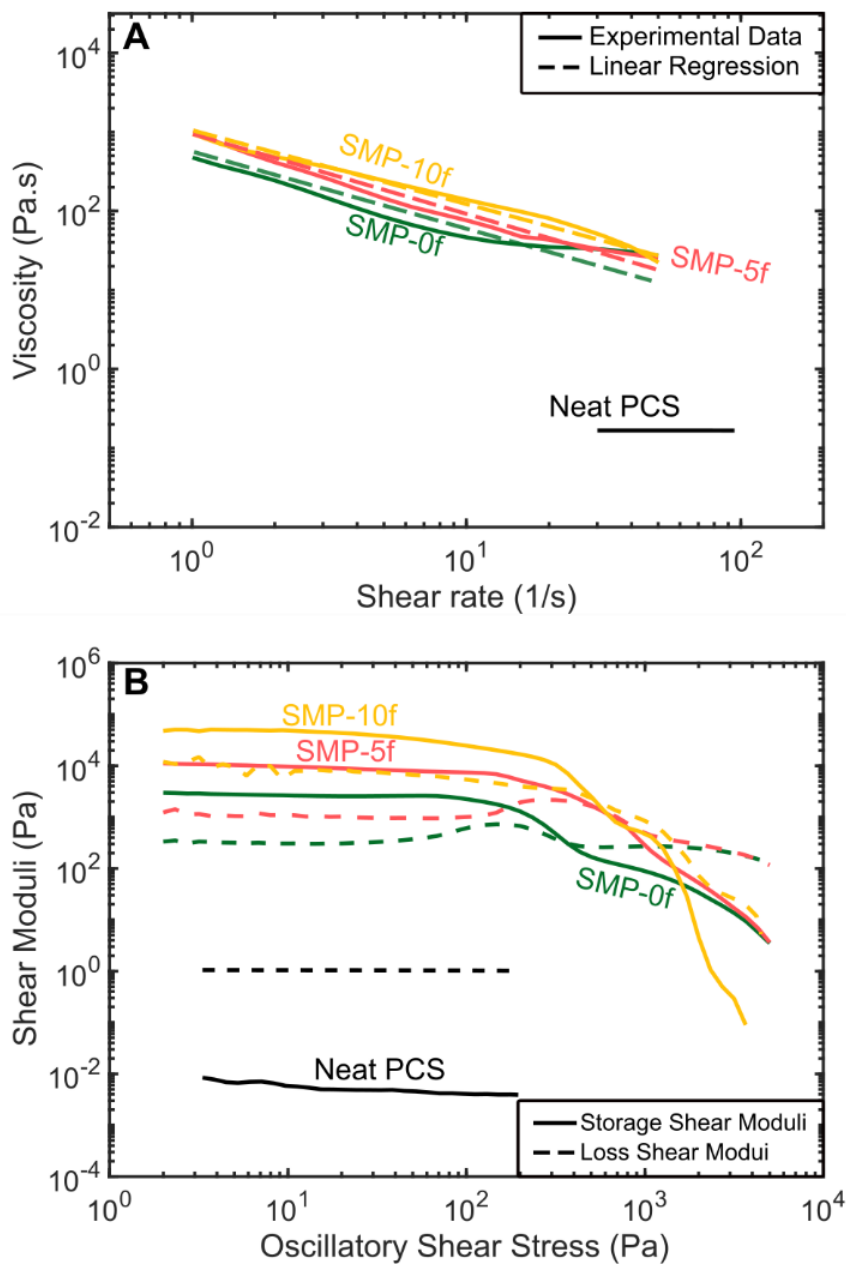 A
Experimental Data
Linear Regression
10^4
10^2
10^0
10^-2
Viscosity (Pa.s)
SMP-10f
SMP-0f
SMP-5f
Neat PCS
10^0
10^1
10^2
Shear rate (1/s)
B
10^6
10^4
10^2
10^0
10^-2
10^-4
Shear Moduli (Pa)
SMP-10f
SMP-5f
SMP-0f
Neat PCS
Storage Shear Moduli
Loss Shear Modui
10^0
10^1
10^2
10^3
10^4
Oscillatory Shear Stress (Pa)